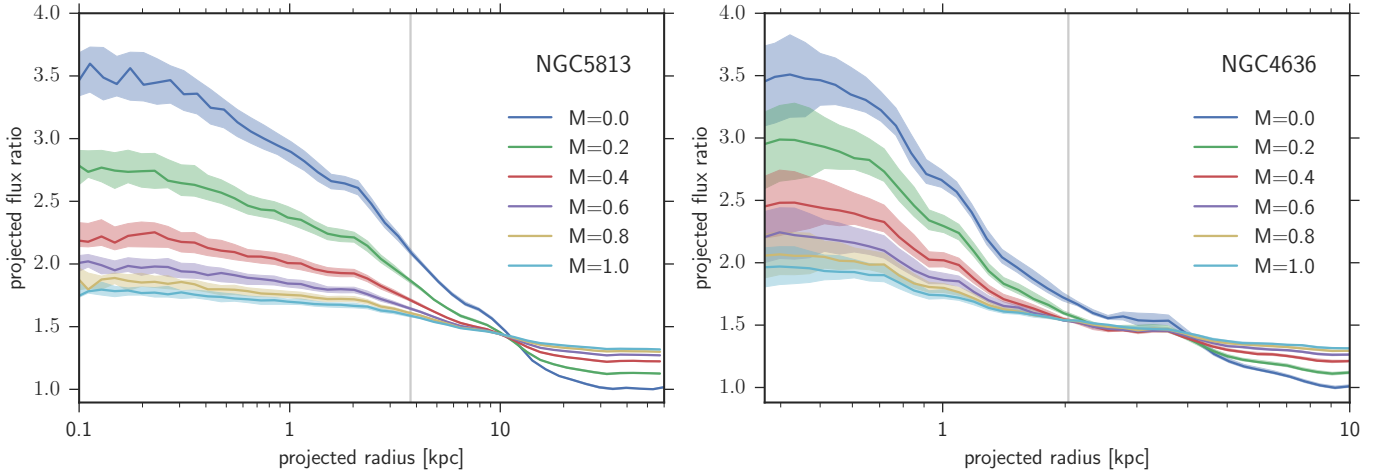 4.0
3.5
3.0
2.5
2.0
1.5
1.0
projected flux ratio
0.1
1
10
projected radius [kpc]
NGC5813
M=0.0
M=0.2
M=0.4
M=0.6
M=0.8
M=1.0
4.0
3.5
3.0
2.5
2.0
1.5
1.0
projected flux ratio
1
10
projected radius [kpc]
NGC4636
M=0.0
M=0.2
M=0.4
M=0.6
M=0.8
M=1.0